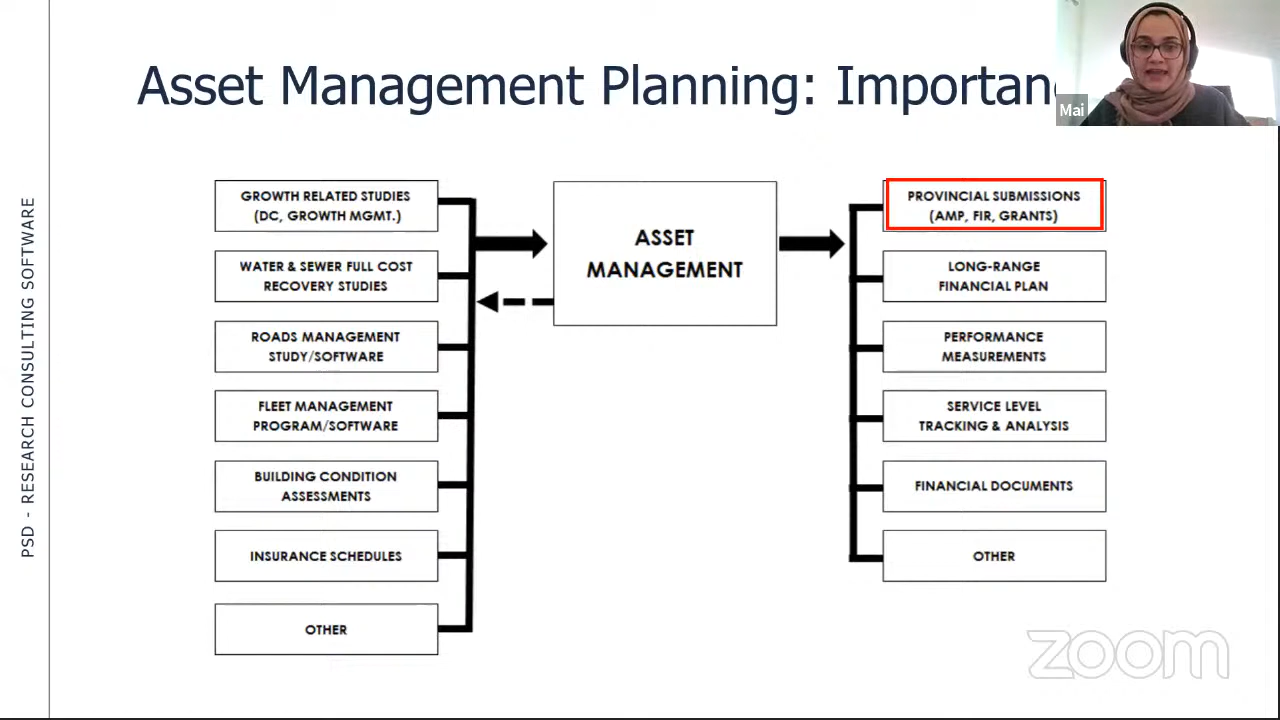 Asset Management Planning: Importan
Mai
PSD - RESEARCH CONSULTING SOFTWARE
GROWTH RELATED STUDIES
(DC, GROWTH MGMT.)
WATER & SEWER FULL COST
RECOVERY STUDIES
ROADS MANAGEMENT
STUDY/SOFTWARE
FLEET MANAGEMENT
PROGRAM/SOFTWARE
BUILDING CONDITION
ASSESSMENTS
INSURANCE SCHEDULES
OTHER
ASSET
MANAGEMENT
PROVINCIAL SUBMISSIONS
(AMP, FIR, GRANTS)
LONG-RANGE
FINANCIAL PLAN
PERFORMANCE
MEASUREMENTS
SERVICE LEVEL
TRACKING & ANALYSIS
FINANCIAL DOCUMENTS
OTHER
zoom